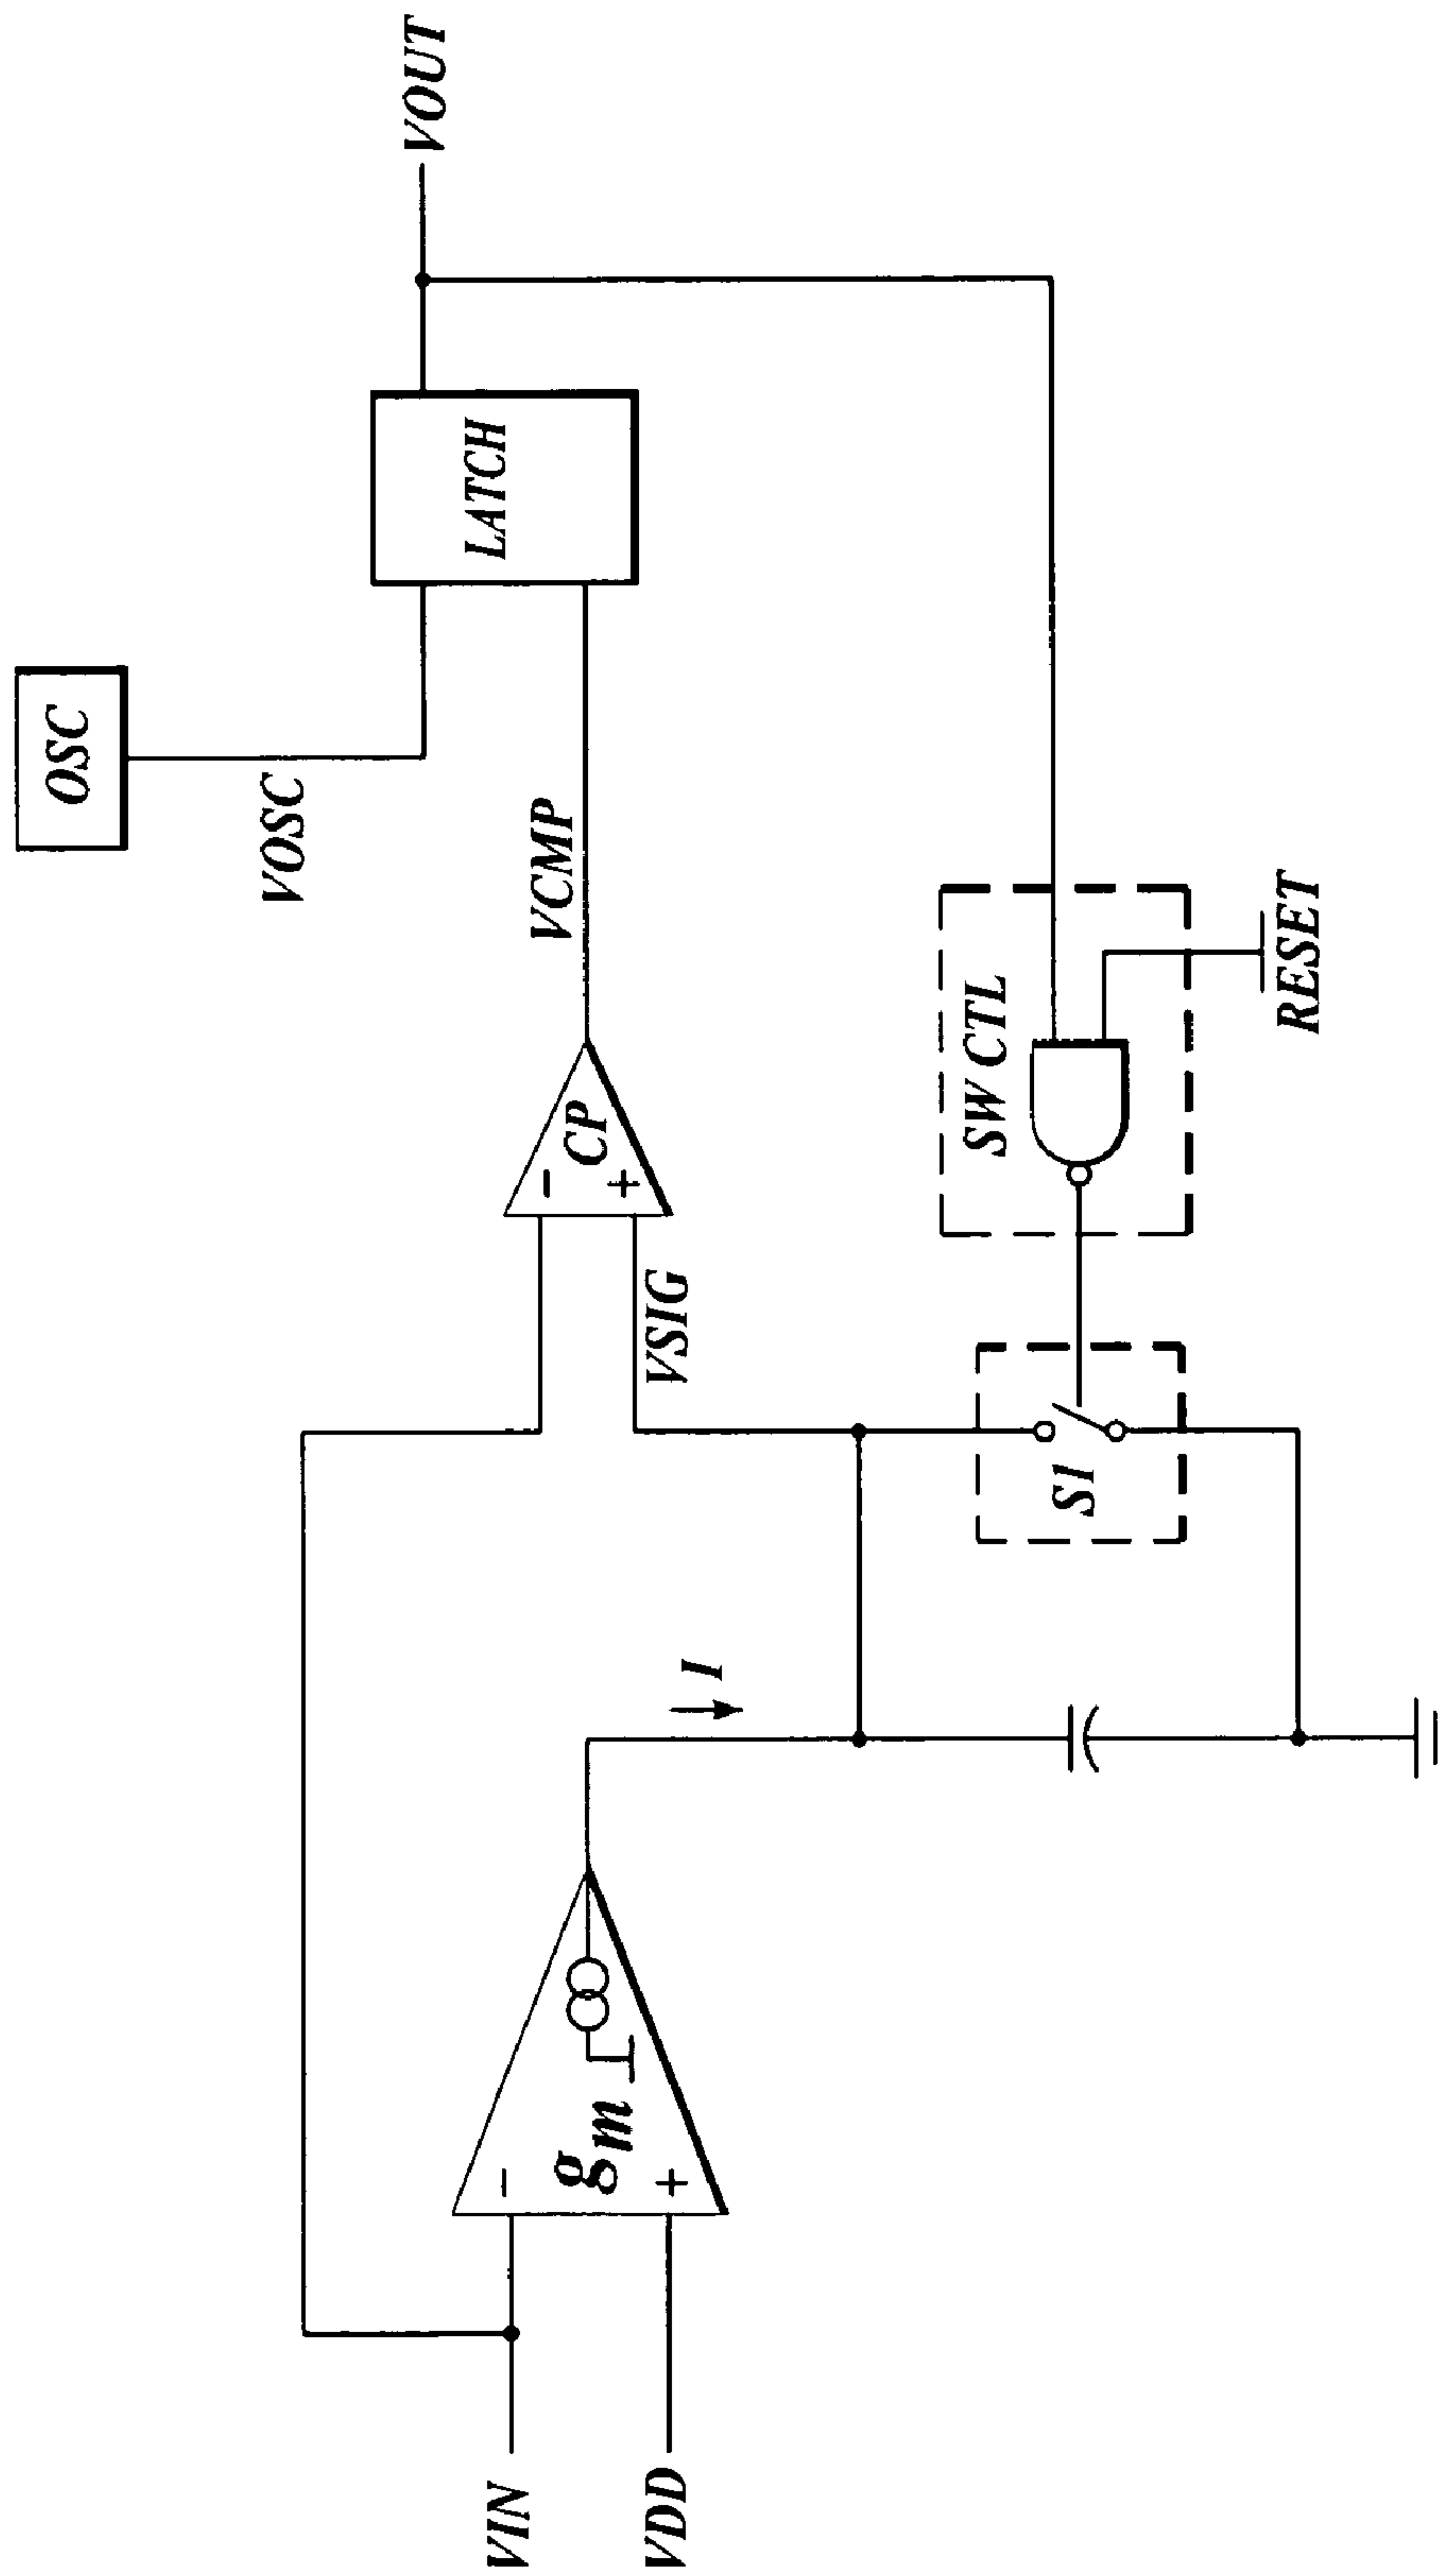 OSC
VOSC
VOUT
LATCH
VCMP
- CP +
VSIG
VIN
VDD
- gm +
I
S1
SW CTL
RESET